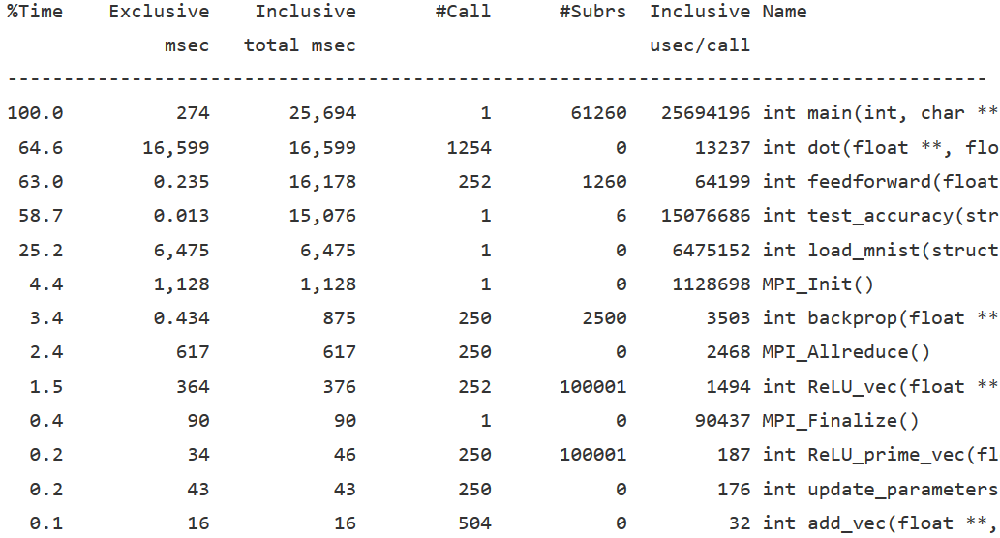 %Time Exclusive Inclusive #Call #Subrs Inclusive Name
msec total msec usec/call
----------------------------------------------------------------------------------------
100.0 274 25,694 1 61260 25694196 int main(int, char **
64.6 16,599 16,599 1254 0 13237 int dot(float **, flo
63.0 0.235 16,178 252 1260 64199 int feedforward(float
58.7 0.013 15,076 1 6 15076686 int test_accuracy(str
25.2 6,475 6,475 1 0 6475152 int load_mnist(struct
4.4 1,128 1,128 1 0 1128698 MPI_Init()
3.4 0.434 875 250 2500 3503 int backprop(float **
2.4 617 617 250 0 2468 MPI_Allreduce()
1.5 364 376 252 100001 1494 int ReLU_vec(float **
0.4 90 90 1 0 90437 MPI_Finalize()
0.2 34 46 250 100001 187 int ReLU_prime_vec(fl
0.2 43 43 250 0 176 int update_parameters
0.1 16 16 504 0 32 int add_vec(float **,